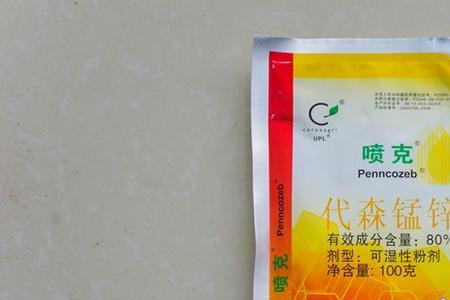 cerexagri
UPL®
喷克®
Penncozeb®
代森锰锌
有效成分含量: 80%
剂型: 可湿性粉剂
净含量: 100克
喷克® Penncozeb®